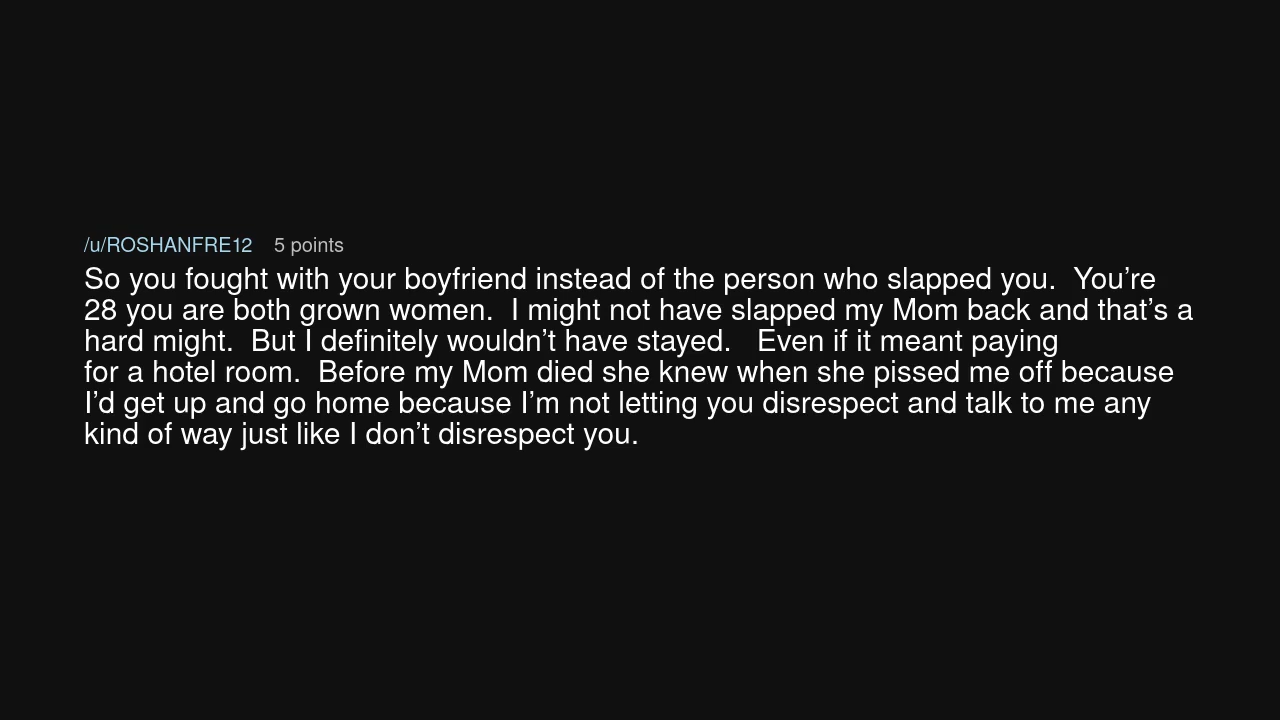 /u/ROSHANFRE12 5 points
So you fought with your boyfriend instead of the person who slapped you.  You’re
28 you are both grown women.  I might not have slapped my Mom back and that’s a
hard might.  But I definitely wouldn’t have stayed.   Even if it meant paying
for a hotel room.  Before my Mom died she knew when she pissed me off because
I’d get up and go home because I’m not letting you disrespect and talk to me any
kind of way just like I don’t disrespect you.